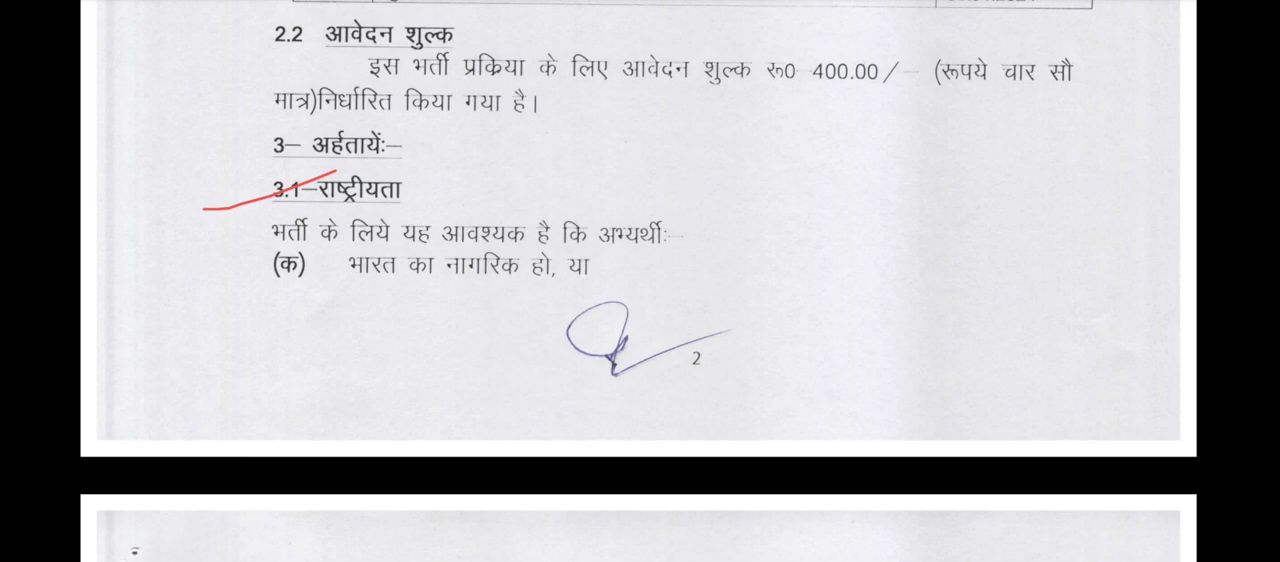 2.2 आवेदन शुल्क
इस भर्ती प्रक्रिया के लिए आवेदन शुल्क रू0 400.00/– (रूपये चार सौ
मात्र)निर्धारित किया गया है।
3– अर्हतायेंः–
3.1–राष्ट्रीयता
भर्ती के लिये यह आवश्यक है कि अभ्यर्थीः–
(क) भारत का नागरिक हो, या
2